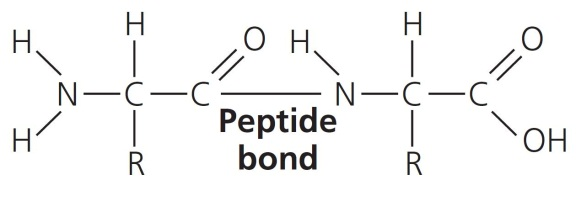 H H O H H O
H N C C N C C OH
Peptide
bond
R R